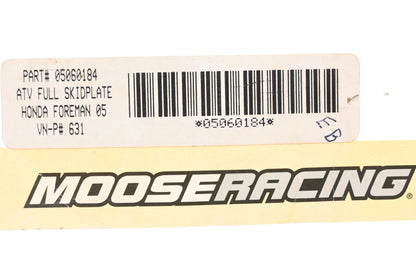 PART# 05060184
ATV FULL SKIDPLATE
HONDA FOREMAN 05
VN-P# 631
*05060184*
E B
MOOSERACING®